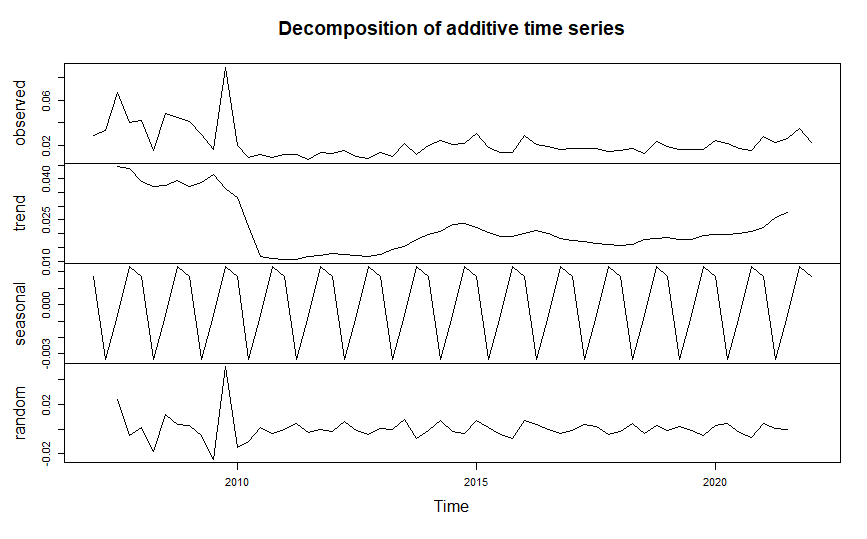 Decomposition of additive time series
observed
0.06
0.02
trend
0.040
0.025
0.010
seasonal
0.000
-0.003
random
0.02
-0.02
2010
2015
2020
Time